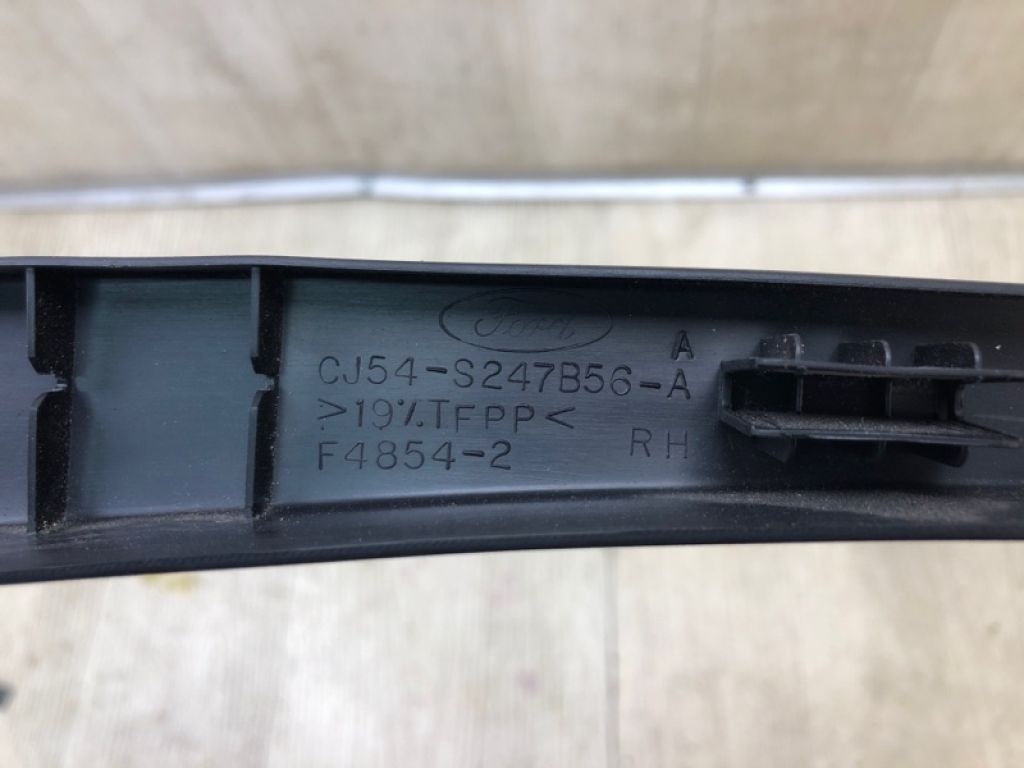 Ford
A
CJ54-S247B56-A
>19%TFPP<
F4854-2 RH